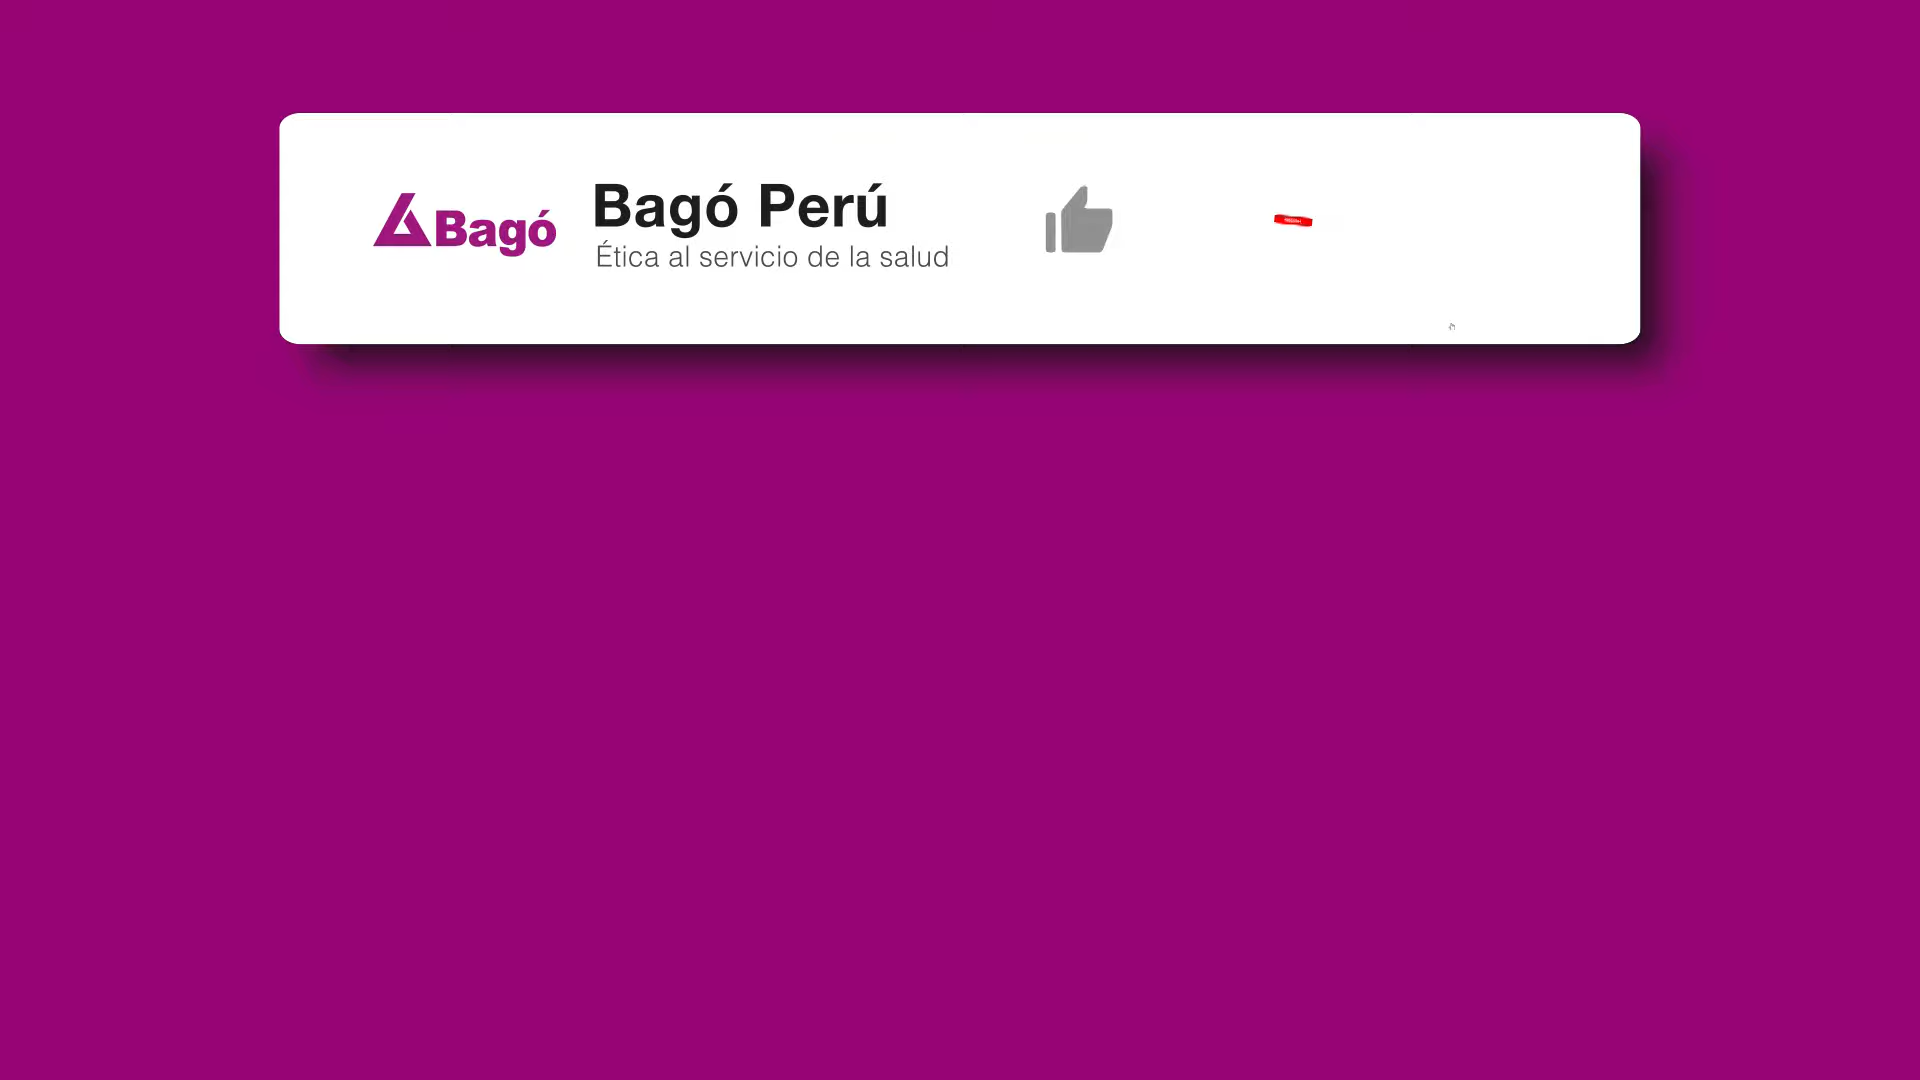 Bagó
Bagó Perú
Ética al servicio de la salud